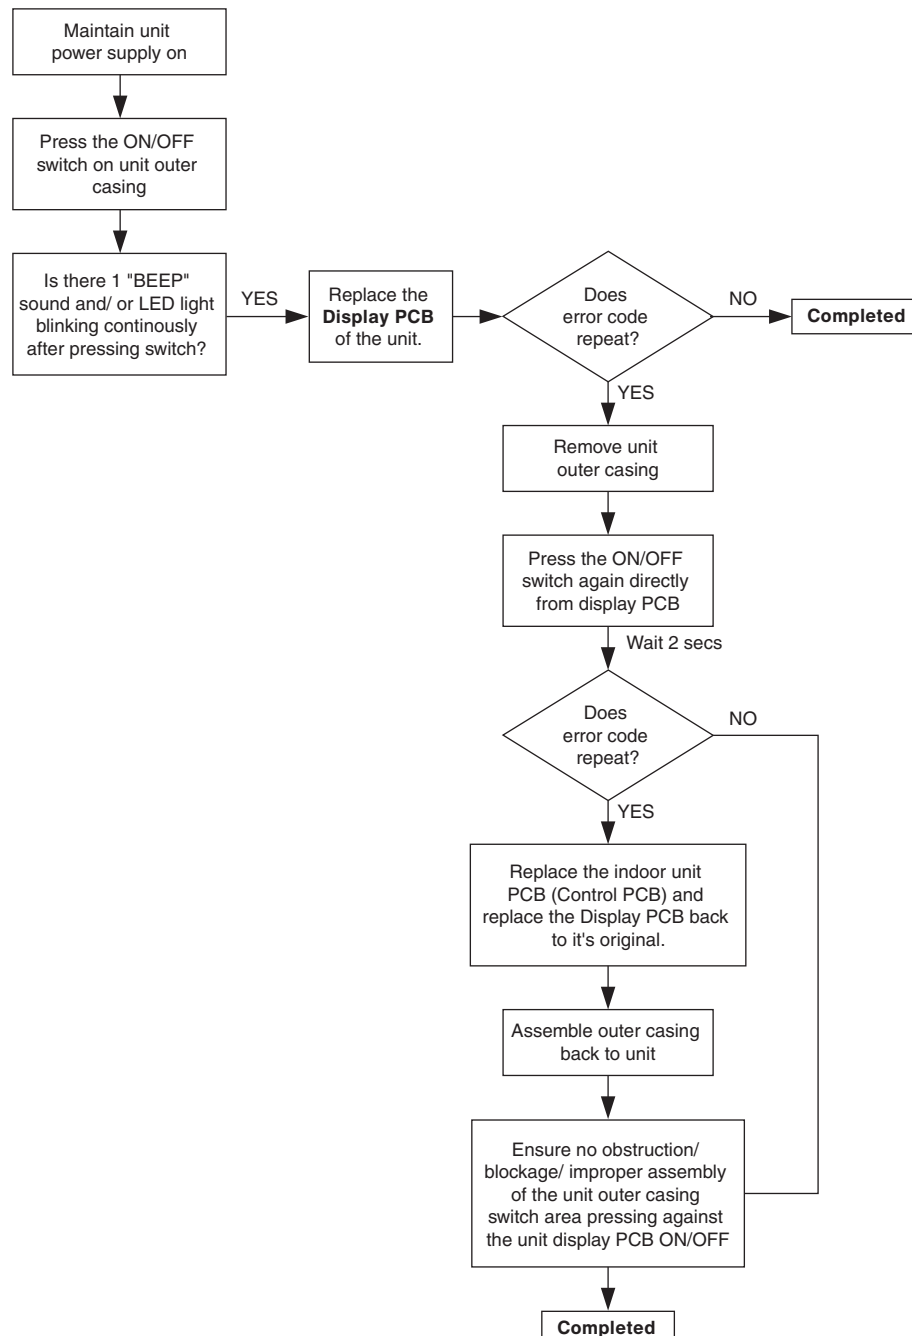 Maintain unit
power supply on
Press the ON/OFF
switch on unit outer
casing
Is there 1 "BEEP"
sound and/ or LED light
blinking continously
after pressing switch?
YES
Replace the
Display PCB
of the unit.
Does
error code
repeat?
NO
Completed
YES
Remove unit
outer casing
Press the ON/OFF
switch again directly
from display PCB
Wait 2 secs
Does
error code
repeat?
NO
YES
Replace the indoor unit
PCB (Control PCB) and
replace the Display PCB back
to it's original.
Assemble outer casing
back to unit
Ensure no obstruction/
blockage/ improper assembly
of the unit outer casing
switch area pressing against
the unit display PCB ON/OFF
Completed